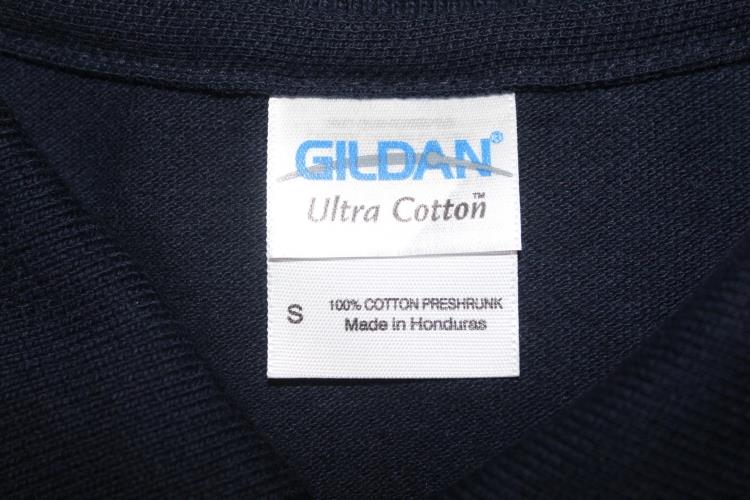 GILDAN®
Ultra Cotton™
S
100% COTTON PRESHRUNK
Made in Honduras